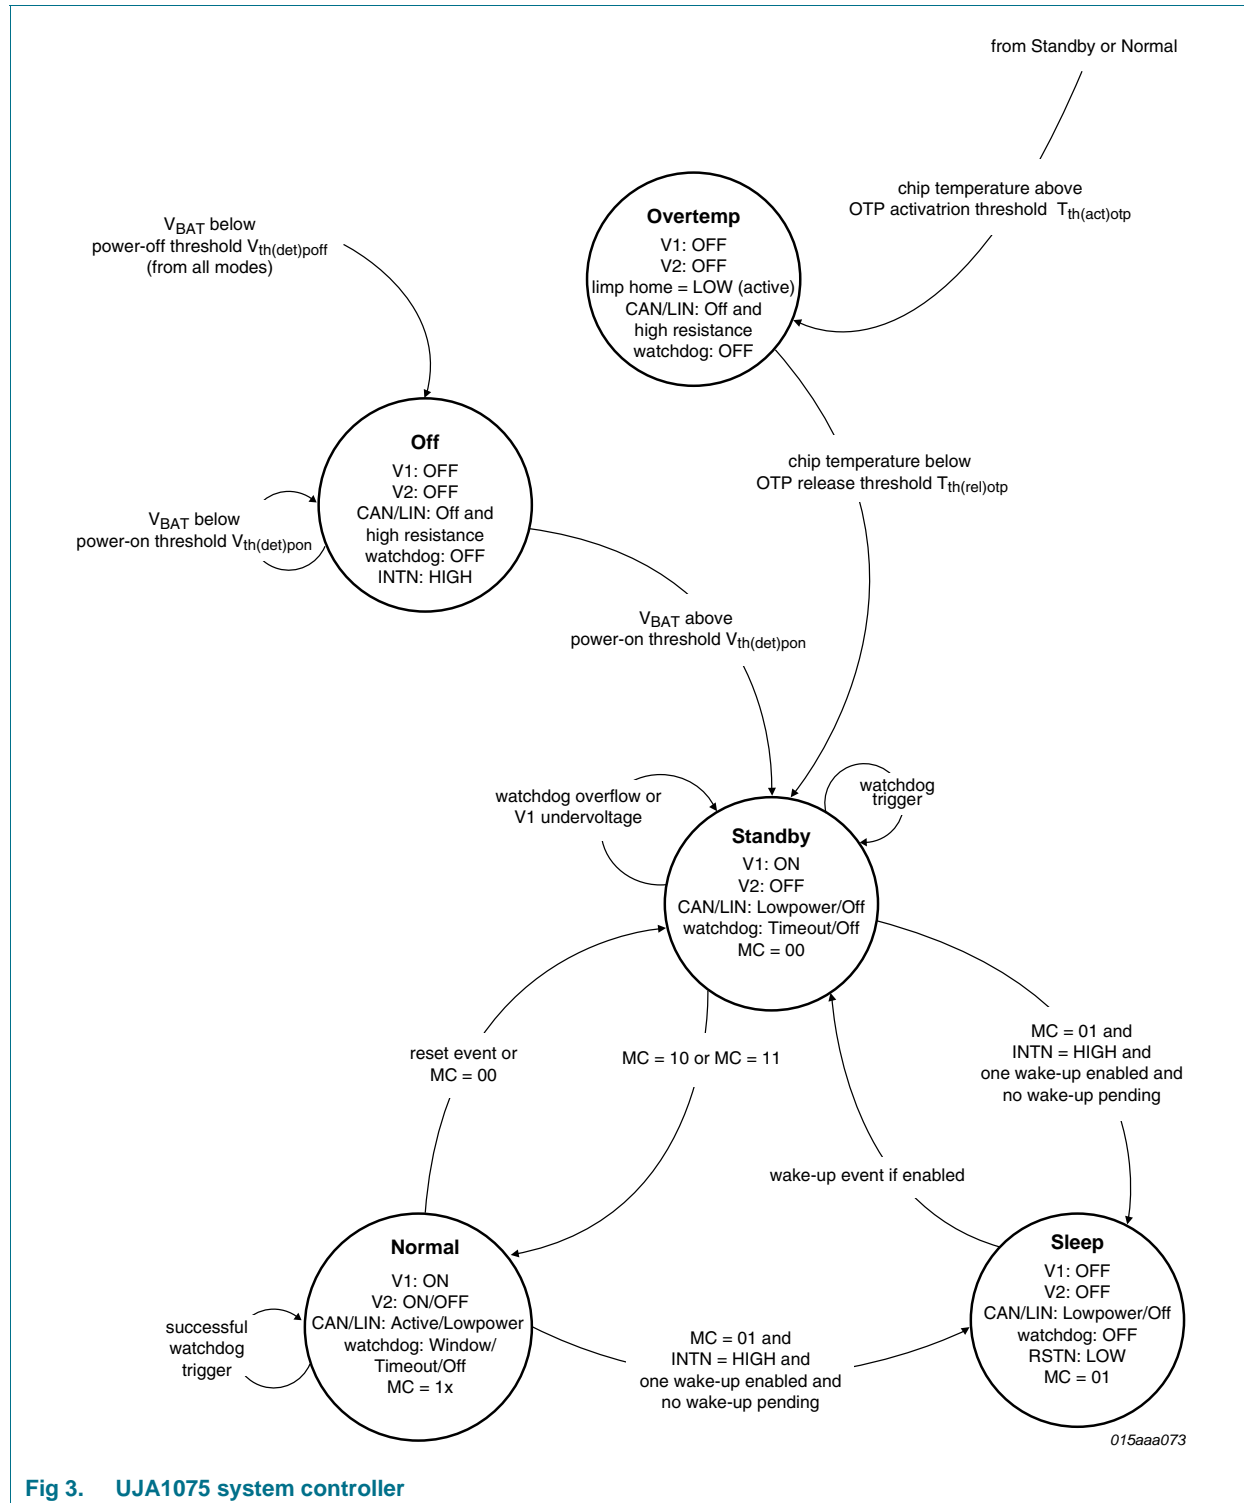 from Standby or Normal
chip temperature above
OTP activatrion threshold Tth(act)otp
Overtemp
V1: OFF
V2: OFF
limp home = LOW (active)
CAN/LIN: Off and
high resistance
watchdog: OFF
VBAT below
power-off threshold Vth(det)poff
(from all modes)
Off
V1: OFF
V2: OFF
CAN/LIN: Off and
high resistance
watchdog: OFF
INTN: HIGH
VBAT below
power-on threshold Vth(det)pon
chip temperature below
OTP release threshold Tth(rel)otp
VBAT above
power-on threshold Vth(det)pon
watchdog overflow or
V1 undervoltage
watchdog
trigger
Standby
V1: ON
V2: OFF
CAN/LIN: Lowpower/Off
watchdog: Timeout/Off
MC = 00
reset event or
MC = 00
MC = 10 or MC = 11
MC = 01 and
INTN = HIGH and
one wake-up enabled and
no wake-up pending
wake-up event if enabled
Normal
V1: ON
V2: ON/OFF
CAN/LIN: Active/Lowpower
watchdog: Window/
Timeout/Off
MC = 1x
successful
watchdog
trigger
MC = 01 and
INTN = HIGH and
one wake-up enabled and
no wake-up pending
Sleep
V1: OFF
V2: OFF
CAN/LIN: Lowpower/Off
watchdog: OFF
RSTN: LOW
MC = 01
015aaa073
Fig 3. UJA1075 system controller